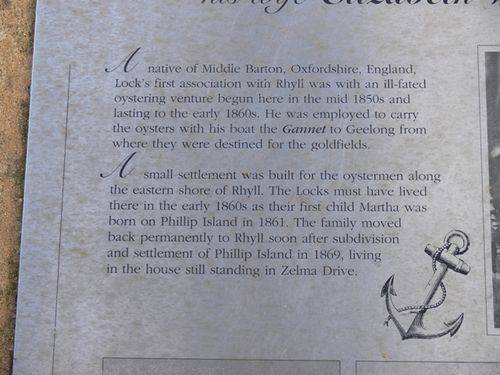 his wife Elizabeth
A native of Middle Barton, Oxfordshire, England,
Lock's first association with Rhyll was with an ill-fated
oystering venture begun here in the mid 1850s and
lasting to the early 1860s. He was employed to carry
the oysters with his boat the Gannet to Geelong from
where they were destined for the goldfields.
A small settlement was built for the oystermen along
the eastern shore of Rhyll. The Locks must have lived
there in the early 1860s as their first child Martha was
born on Phillip Island in 1861. The family moved
back permanently to Rhyll soon after subdivision
and settlement of Phillip Island in 1869, living
in the house still standing in Zelma Drive.